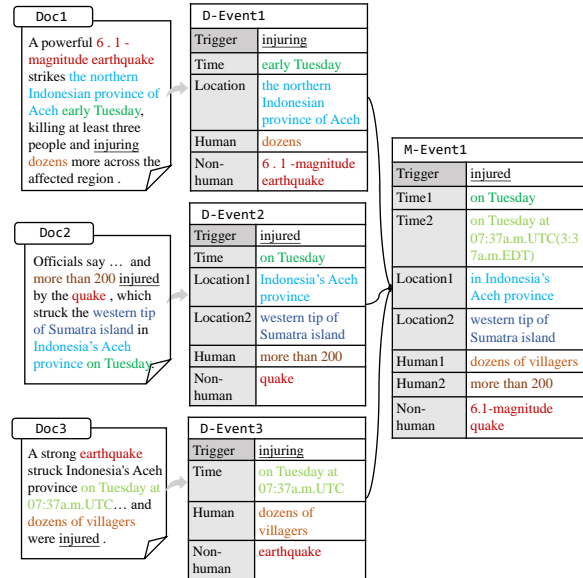 Doc1
A powerful 6 . 1 -
magnitude earthquake
strikes the northern
Indonesian province of
Aceh early Tuesday,
killing at least three
people and injuring
dozens more across the
affected region .
D-Event1
Trigger injuring
Time early Tuesday
Location the northern
Indonesian
province of Aceh
Human dozens
Non-
human
6 . 1 -magnitude
earthquake
Doc2
Officials say … and
more than 200 injured
by the quake , which
struck the western tip
of Sumatra island in
Indonesia's Aceh
province on Tuesday.
D-Event2
Trigger injured
Time on Tuesday
Location1 Indonesia's Aceh
province
Location2 western tip of
Sumatra island
Human more than 200
Non-
human
quake
Doc3
A strong earthquake
struck Indonesia's Aceh
province on Tuesday at
07:37a.m.UTC… and
dozens of villagers
were injured .
D-Event3
Trigger injuring
Time on Tuesday at
07:37a.m.UTC
Human dozens of
villagers
Non-
human
earthquake
M-Event1
Trigger injured
Time1 on Tuesday
Time2 on Tuesday at
07:37a.m.UTC(3:3
7a.m.EDT)
Location1 in Indonesia's
Aceh province
Location2 western tip of
Sumatra island
Human1 dozens of villagers
Human2 more than 200
Non-
human
6.1-magnitude
quake